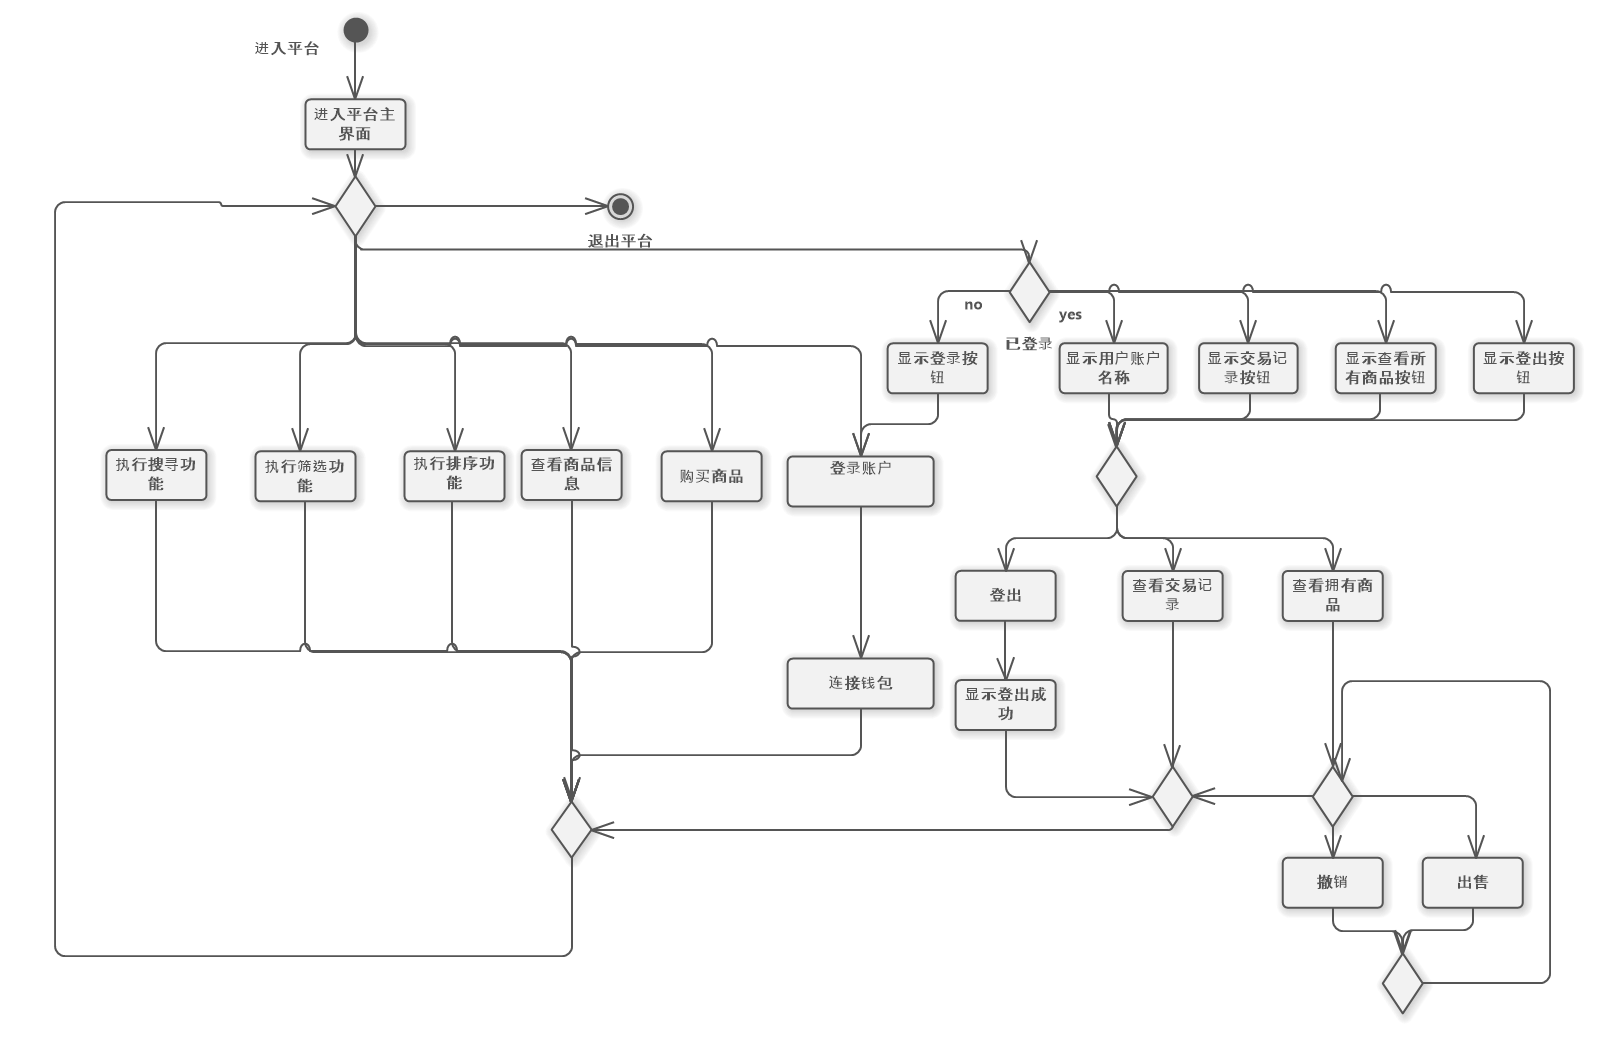 进入平台
进入平台主
界面
退出平台
no
yes
已登录
显示登录按
钮
显示用户账户
名称
显示交易记
录按钮
显示查看所
有商品按钮
显示登出按
钮
执行搜寻功
能
执行筛选功
能
执行排序功
能
查看商品信
息
购买商品
登录账户
登出
查看交易记
录
查看拥有商
品
连接钱包
显示登出成
功
撤销
出售